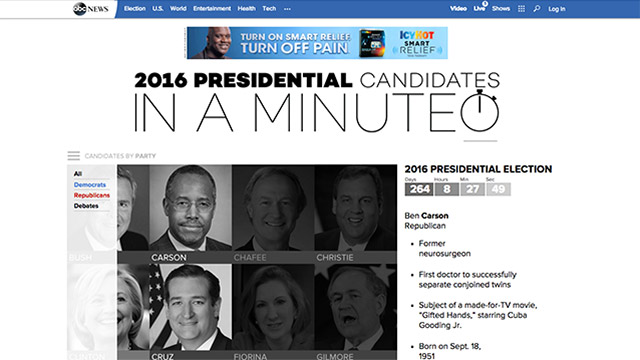 abc NEWS Election U.S. World Entertainment Health Tech ••• Video Live 5 Shows Log In
TURN ON SMART RELIEF
TURN OFF PAIN
ICY HOT
SMART
RELIEF
2016 PRESIDENTIAL CANDIDATES
IN A MINUTE
CANDIDATES BY PARTY
All
Democrats
Republicans
Debates
BUSH
CARSON
CHAFEE
CHRISTIE
CLINTON
CRUZ
FIORINA
GILMORE
2016 PRESIDENTIAL ELECTION
Days Hours Min Sec
264 8 27 49
Ben Carson
Republican
• Former
neurosurgeon
• First doctor to successfully
separate conjoined twins
• Subject of a made-for-TV movie,
"Gifted Hands," starring Cuba
Gooding Jr.
• Born on Sept. 18,
1951